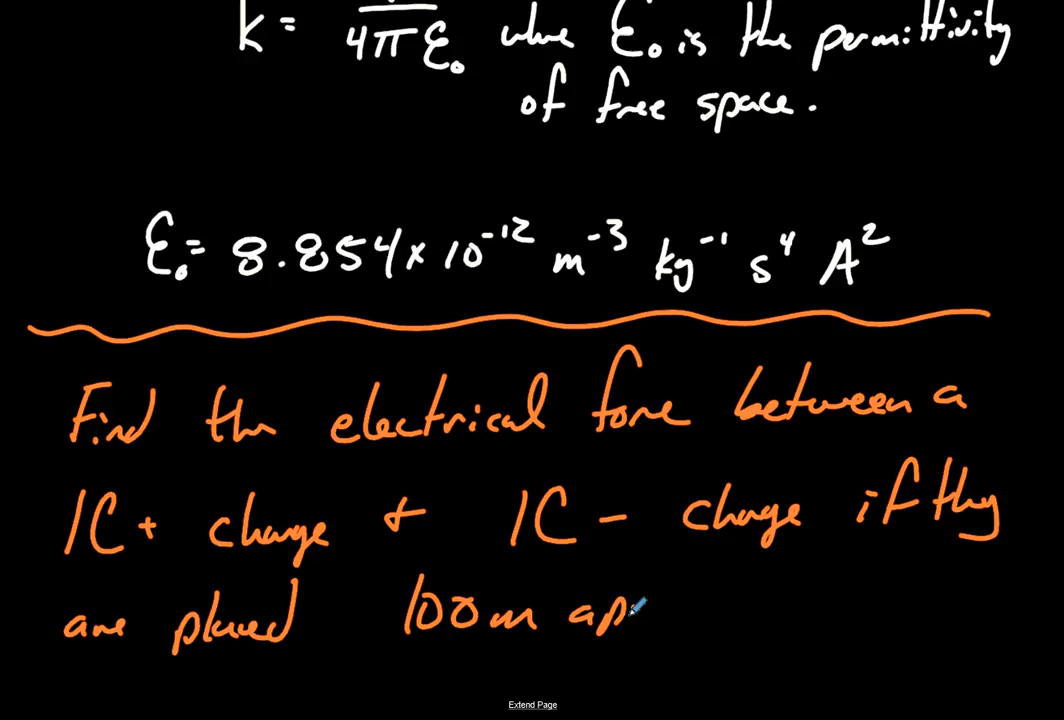 k = 4πε₀ where ε₀ is the permittivity
of free space.
ε₀ = 8.854 × 10⁻¹² m⁻³ kg⁻¹ s⁴ A²
Find the electrical force between a
1C + charge + 1C - charge if they
are placed 100m ap
Extend Page